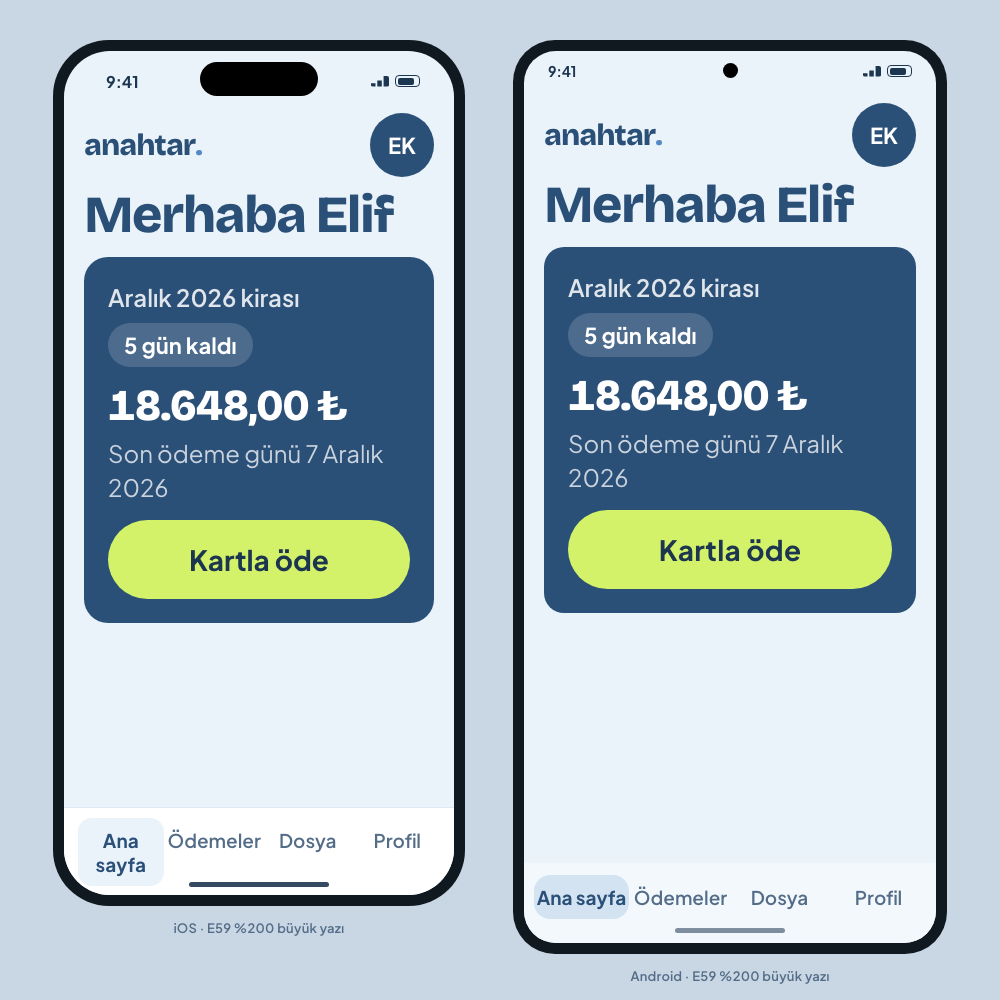 9:41
anahtar.
EK
Merhaba Elif
Aralık 2026 kirası
5 gün kaldı
18.648,00 ₺
Son ödeme günü 7 Aralık
2026
Kartla öde
Ana
sayfa
Ödemeler
Dosya
Profil
iOS · E59 %200 büyük yazı
9:41
anahtar.
EK
Merhaba Elif
Aralık 2026 kirası
5 gün kaldı
18.648,00 ₺
Son ödeme günü 7 Aralık
2026
Kartla öde
Ana sayfa
Ödemeler
Dosya
Profil
Android · E59 %200 büyük yazı